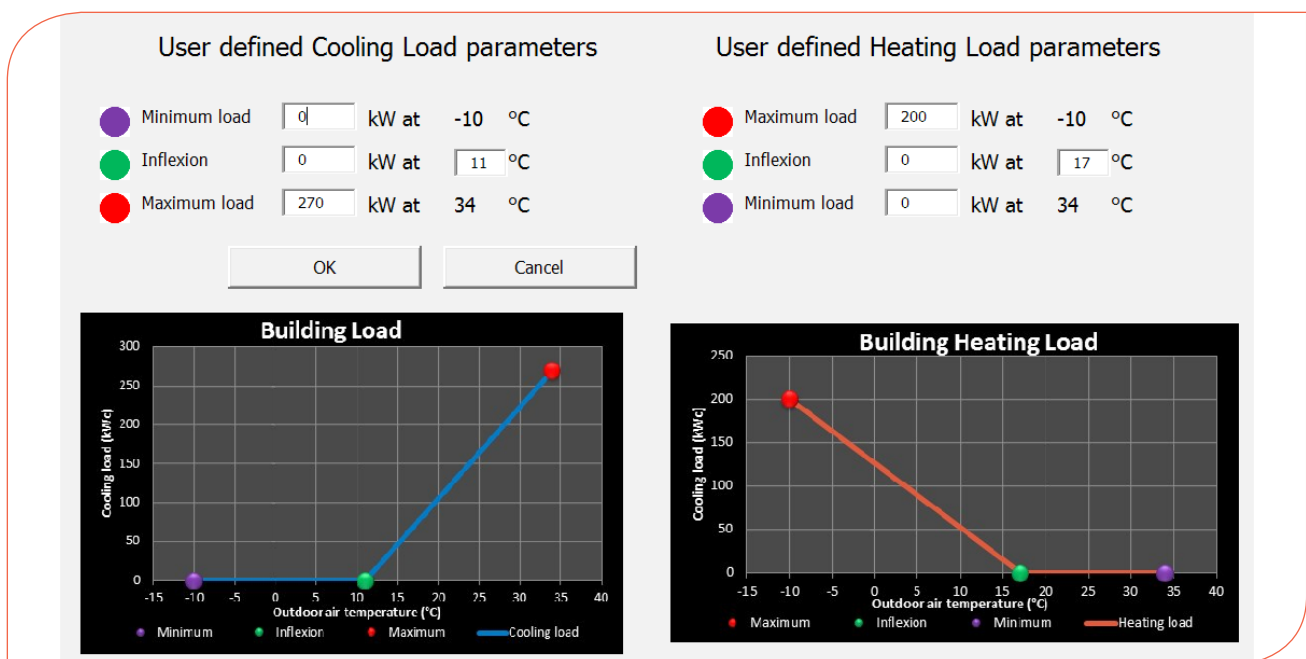 User defined Cooling Load parameters
Minimum load 0 kW at -10 °C
Inflexion 0 kW at 11 °C
Maximum load 270 kW at 34 °C
OK Cancel
User defined Heating Load parameters
Maximum load 200 kW at -10 °C
Inflexion 0 kW at 17 °C
Minimum load 0 kW at 34 °C
Building Load
Cooling load (kWc)
300
250
200
150
100
50
0
-15 -10 -5 0 5 10 15 20 25 30 35 40
Outdoor air temperature (°C)
Minimum Inflexion Maximum Cooling load
Building Heating Load
Cooling load (kWc)
250
200
150
100
50
0
-15 -10 -5 0 5 10 15 20 25 30 35 40
Outdoor air temperature (°C)
Maximum Inflexion Minimum Heating load